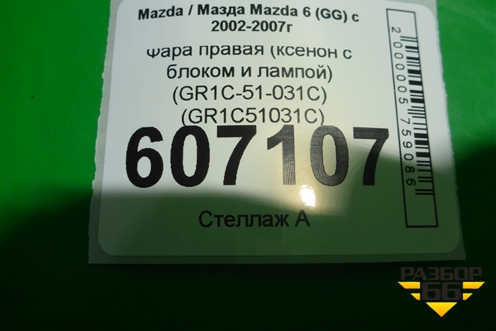 Mazda / Мазда Mazda 6 (GG) с
2002-2007г
Фара правая (ксенон с
блоком и лампой)
(GR1C-51-031C)
(GR1C51031C)
607107
Стеллаж А
2000005759086
РАЗБОР
66